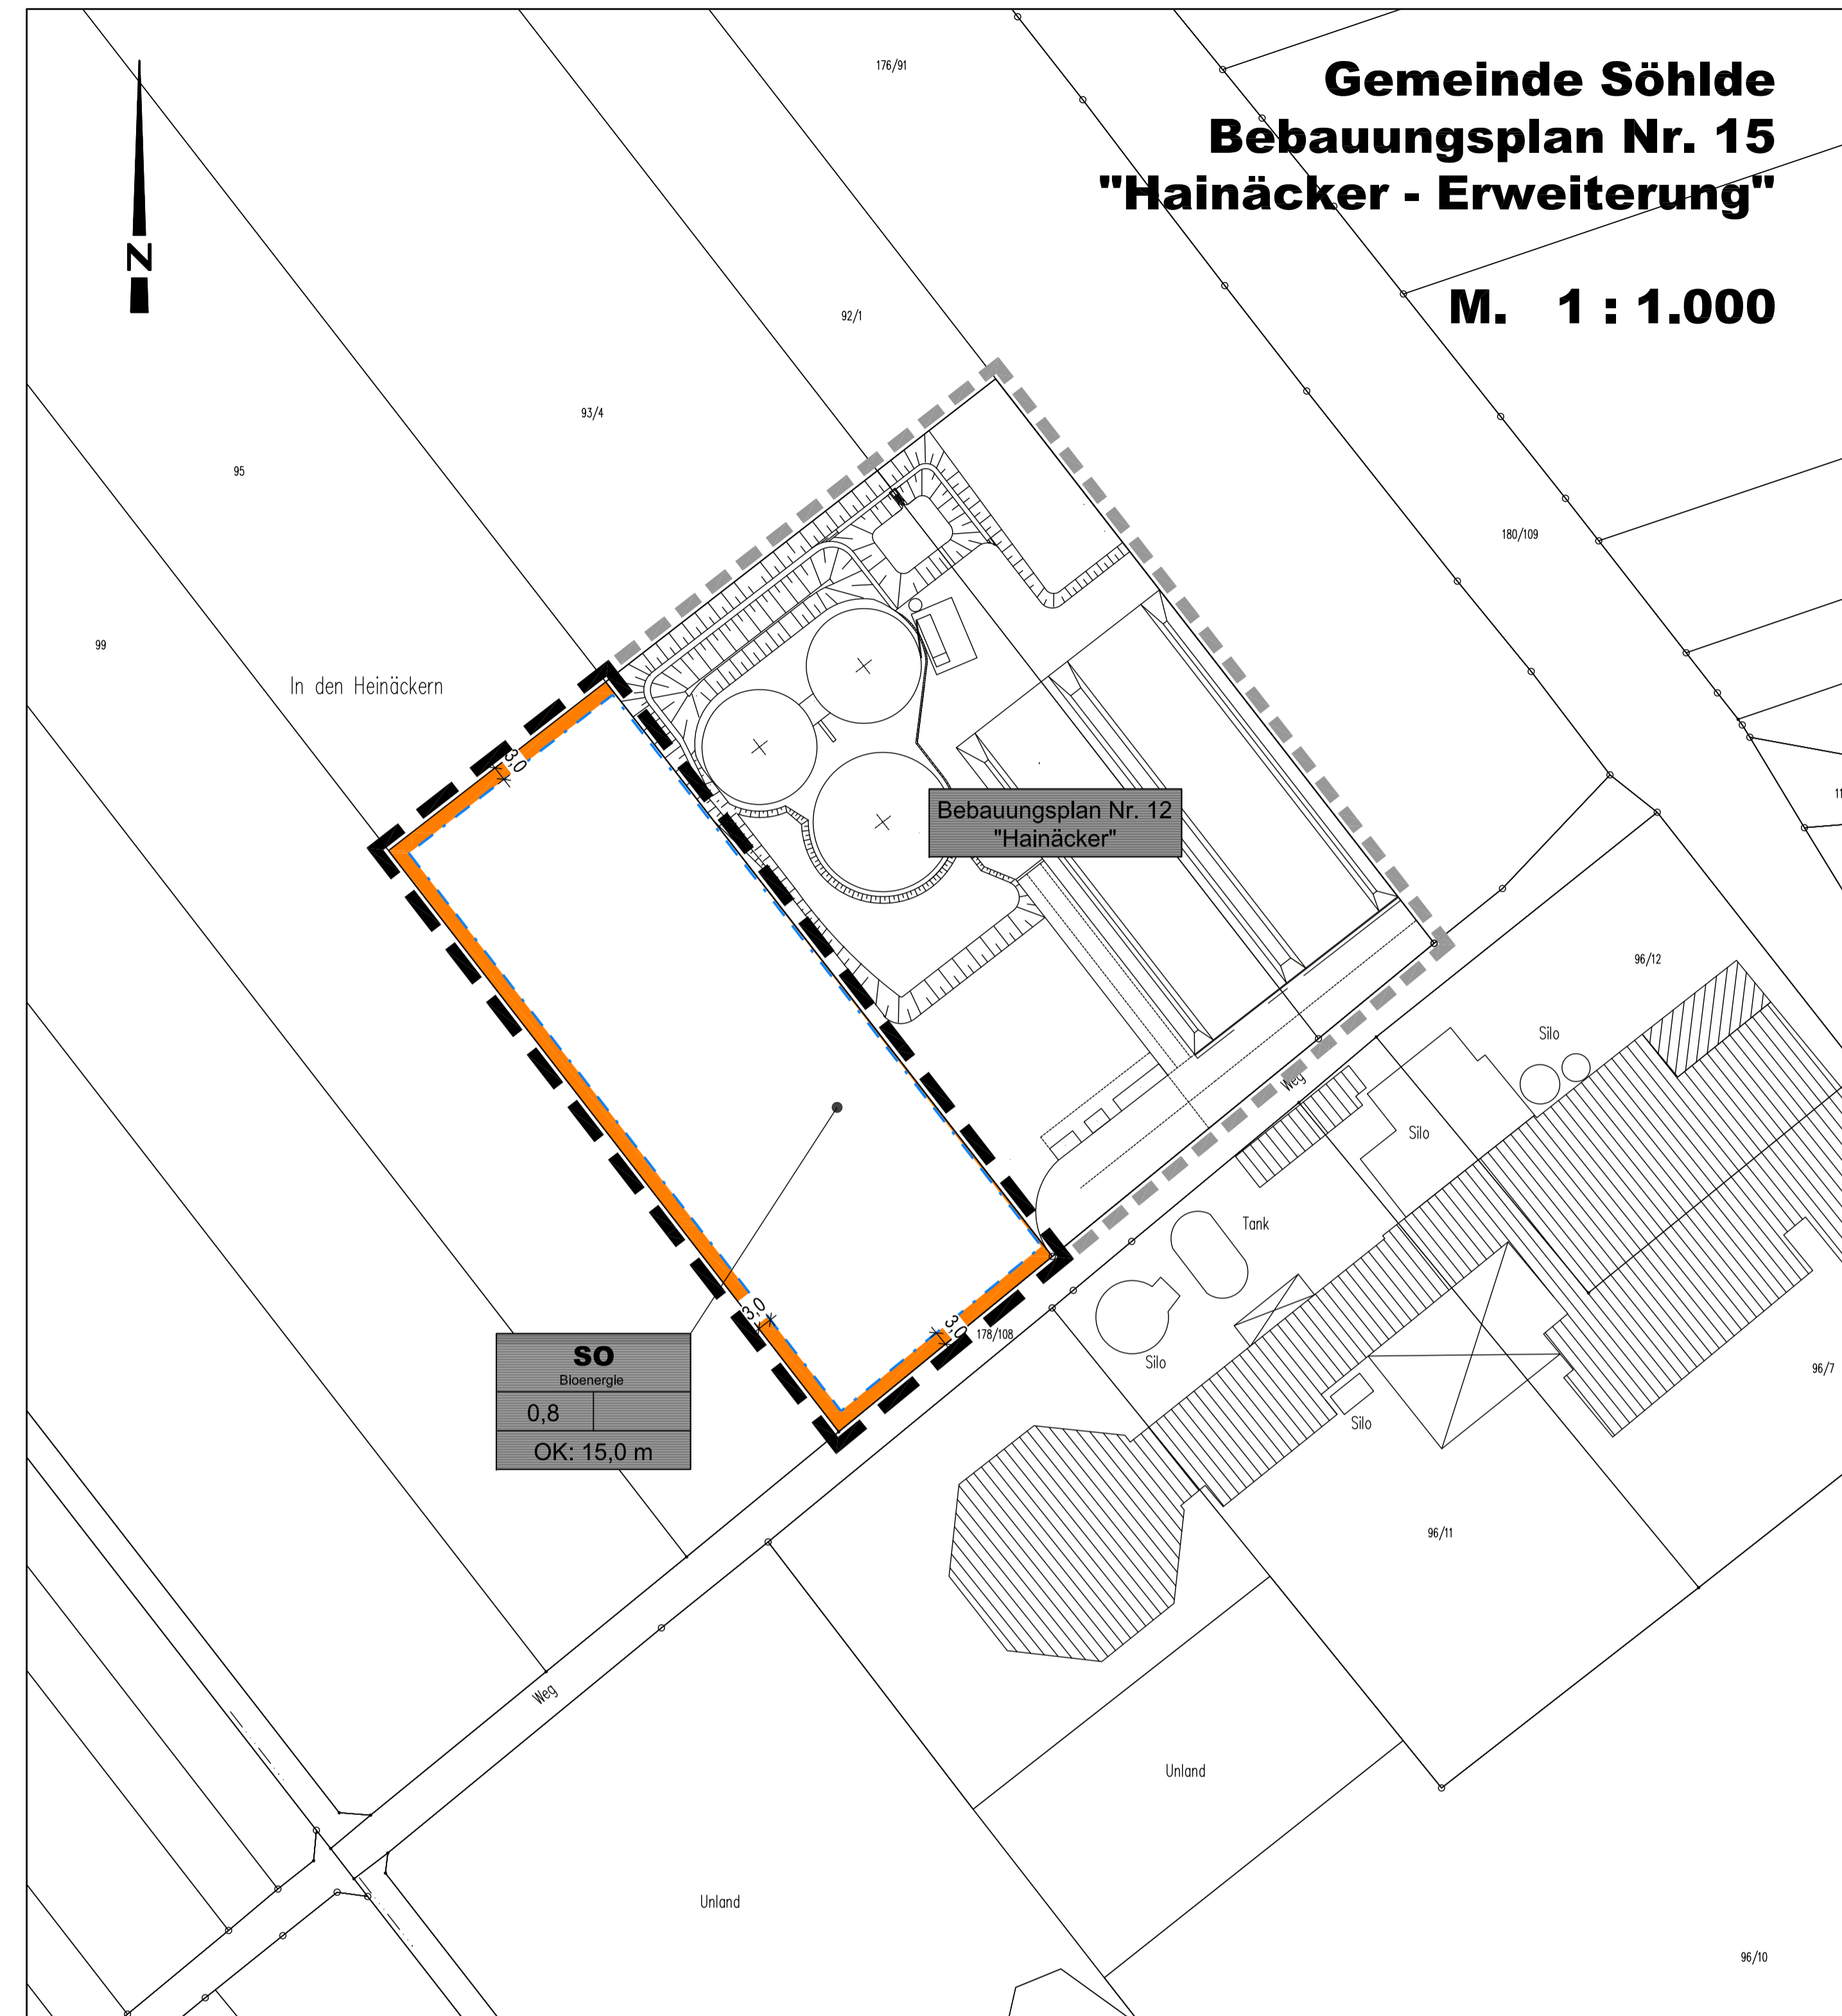 176/91
Gemeinde Söhlde
Bebauungsplan Nr. 15
"Hainäcker - Erweiterung"
M. 1 : 1.000
N
92/1
93/4
95
180/109
99
In den Heinäckern
3,0
Bebauungsplan Nr. 12
"Hainäcker"
96/12
Silo
Weg
Silo
Tank
3,0
3,0
178/108
Silo
SO
Bioenergie
0,8
OK: 15,0 m
96/7
Silo
96/11
Weg
Unland
Unland
96/10